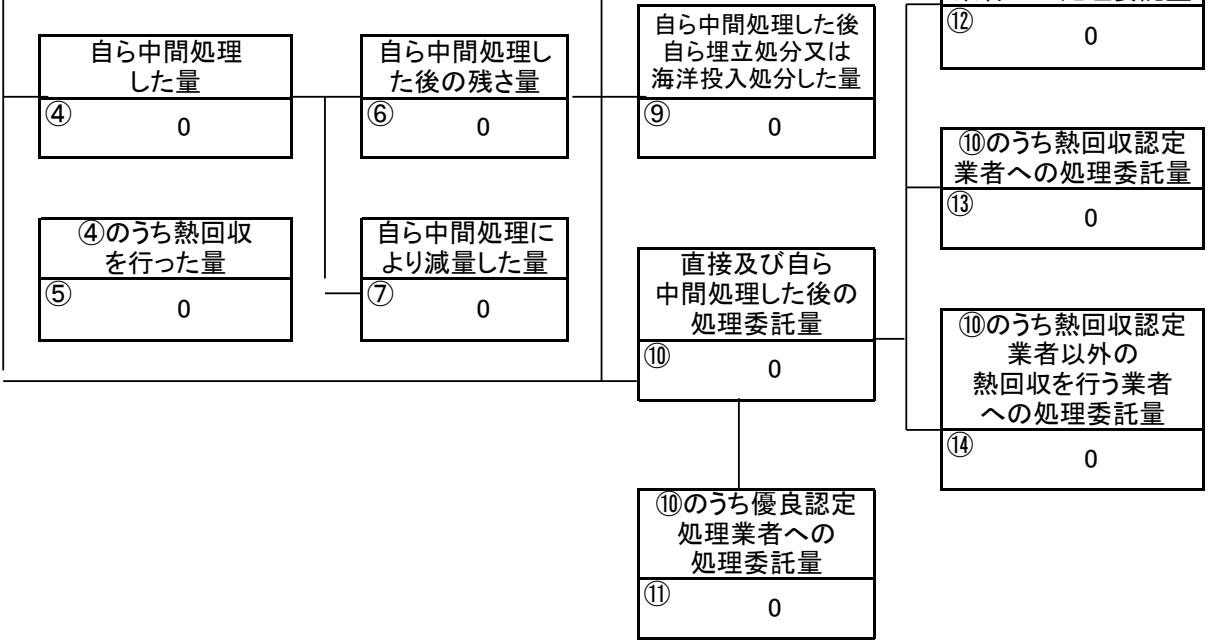 自ら中間処理
した量
④ 0
④のうち熱回収
を行った量
⑤ 0
自ら中間処理し
た後の残さ量
⑥ 0
自ら中間処理に
より減量した量
⑦ 0
自ら中間処理した後
自ら埋立処分又は
海洋投入処分した量
⑨ 0
直接及び自ら
中間処理した後の
処理委託量
⑩ 0
⑩のうち優良認定
処理業者への
処理委託量
⑪ 0
⑫ 0
⑩のうち熱回収認定
業者への処理委託量
⑬ 0
⑩のうち熱回収認定
業者以外の
熱回収を行う業者
への処理委託量
⑭ 0